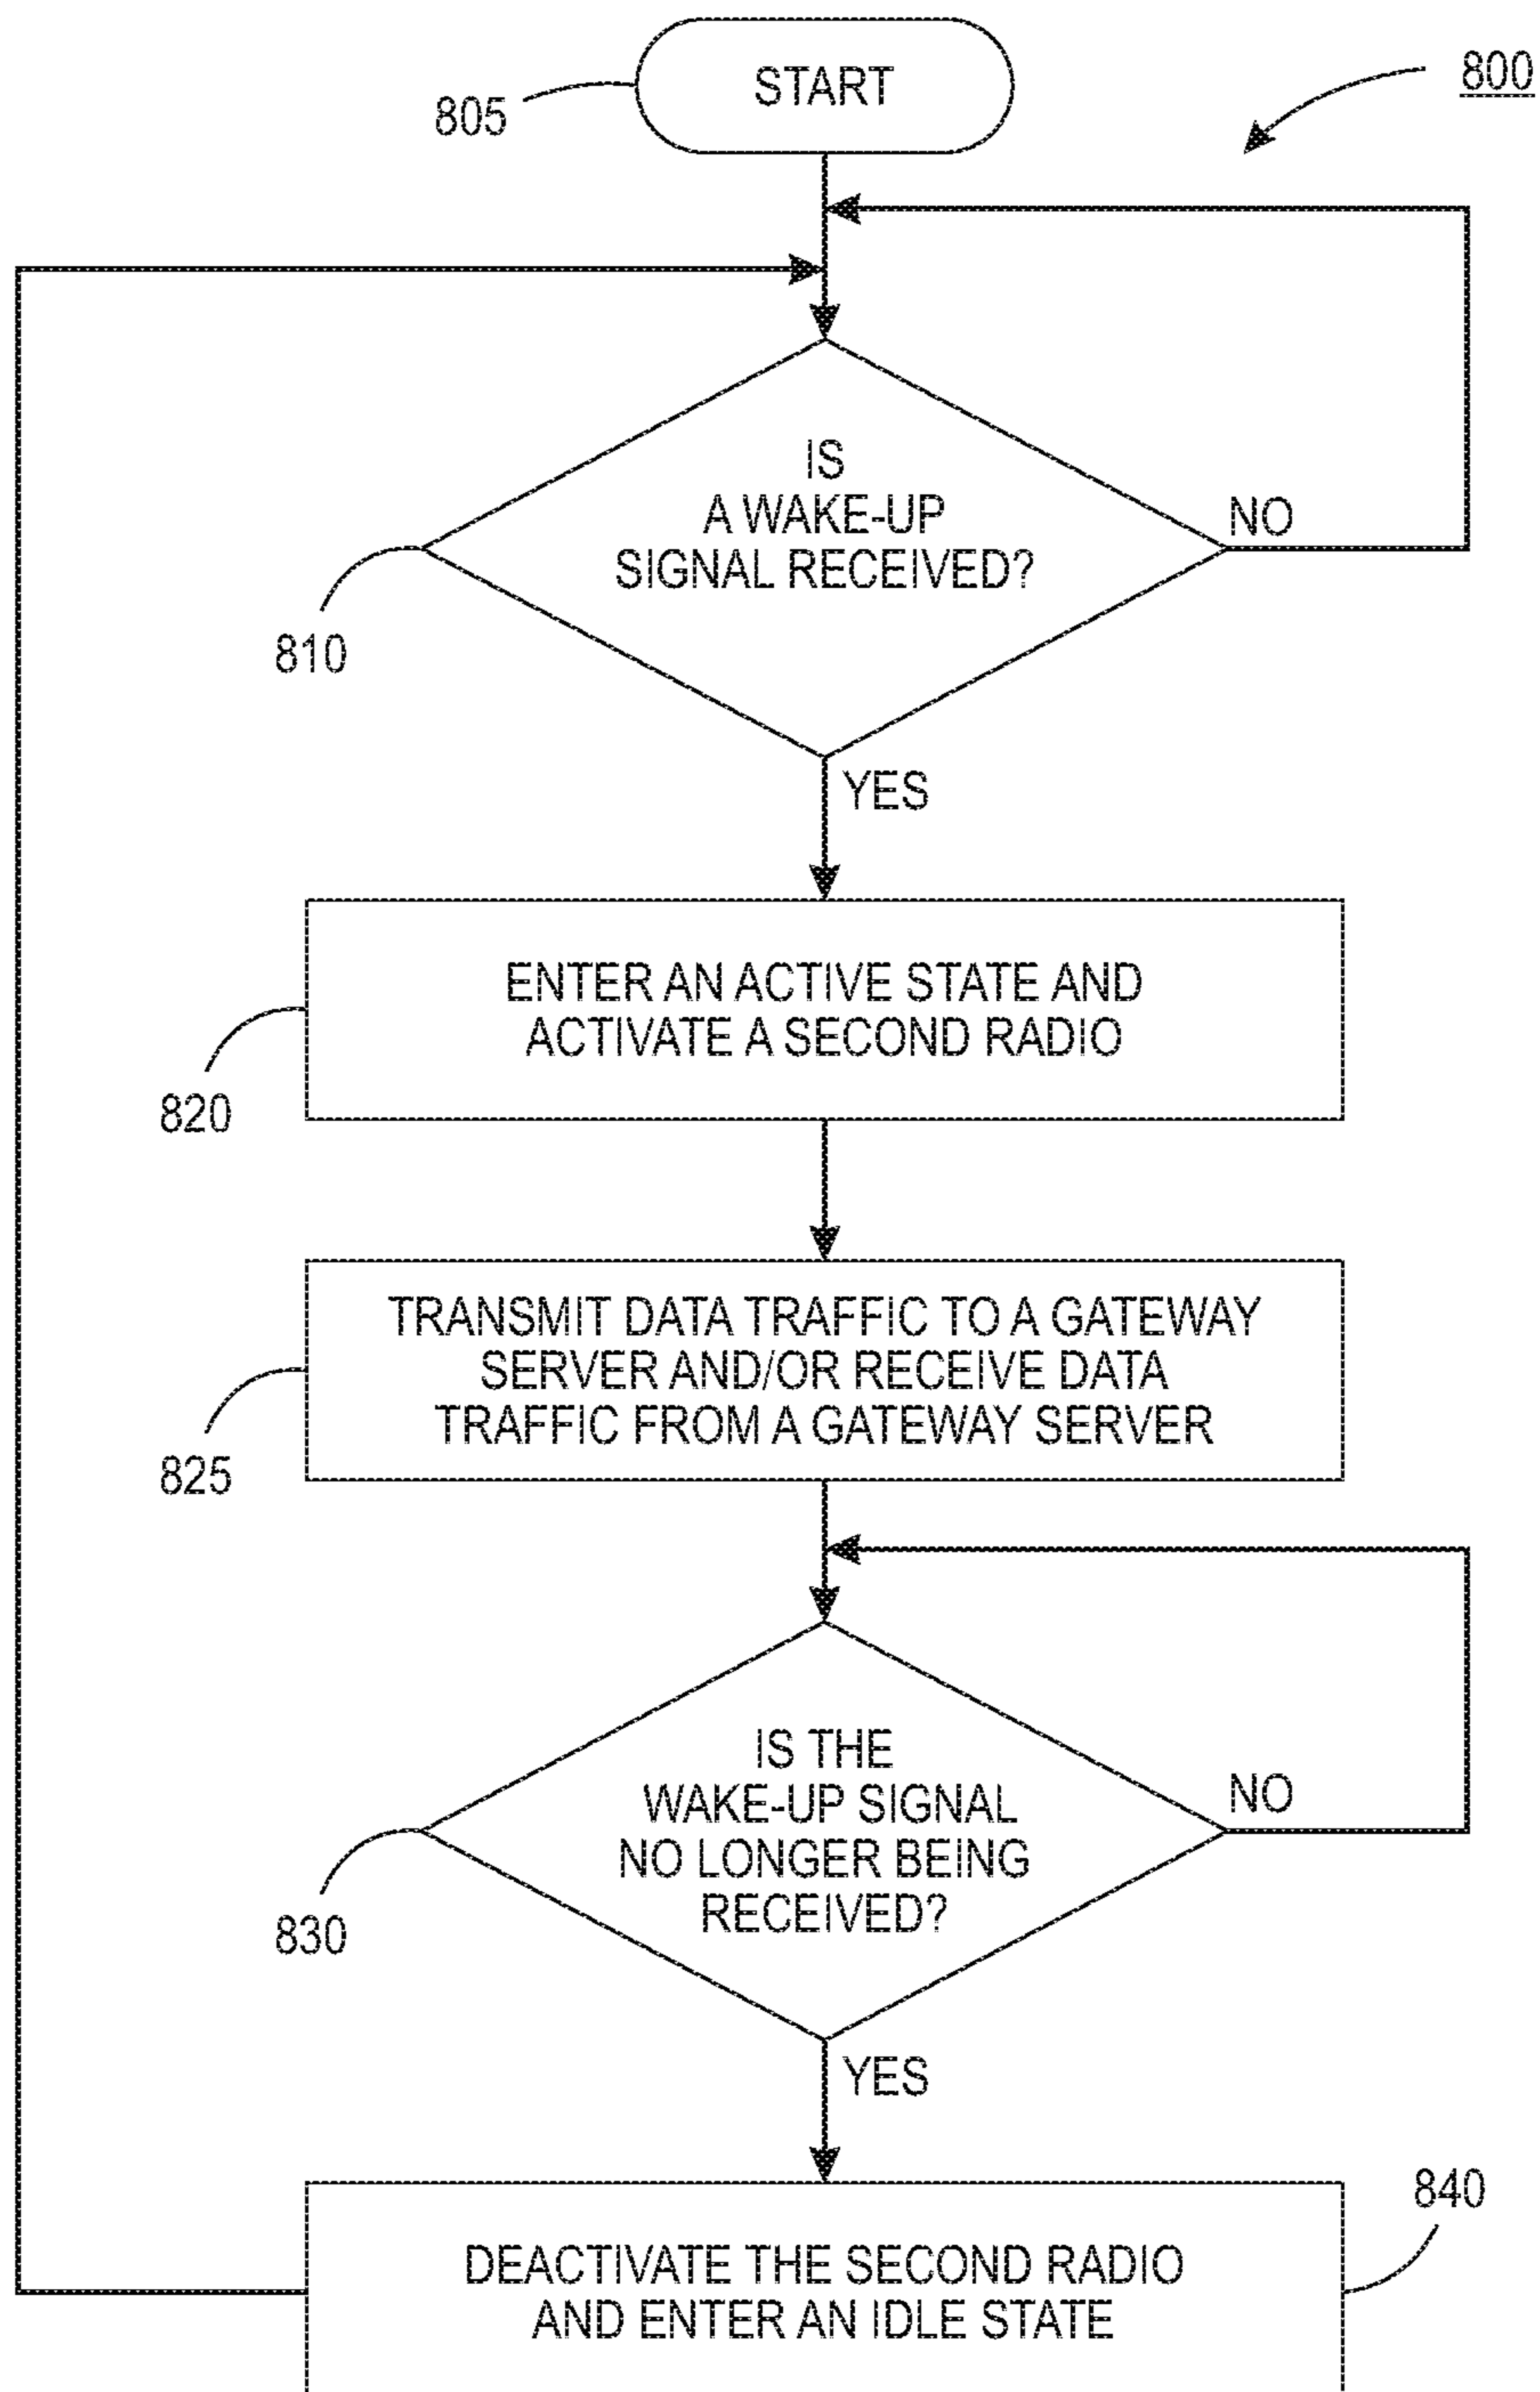 START
800
805
IS
A WAKE-UP
SIGNAL RECEIVED?
NO
810
YES
ENTER AN ACTIVE STATE AND
ACTIVATE A SECOND RADIO
820
TRANSMIT DATA TRAFFIC TO A GATEWAY
SERVER AND/OR RECEIVE DATA
TRAFFIC FROM A GATEWAY SERVER
825
IS THE
WAKE-UP SIGNAL
NO LONGER BEING
RECEIVED?
NO
830
YES
840
DEACTIVATE THE SECOND RADIO
AND ENTER AN IDLE STATE